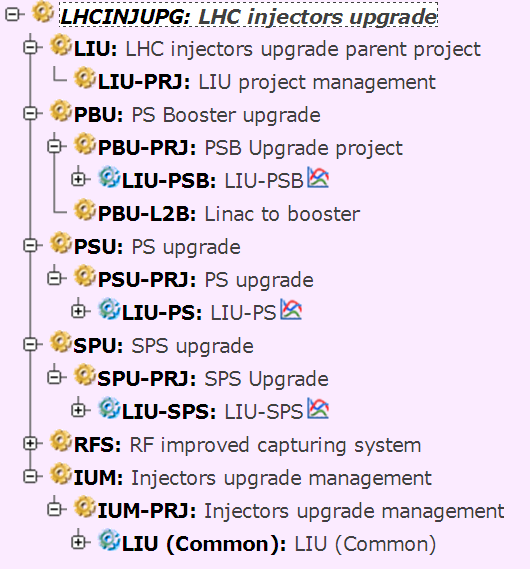 LHCINJUPG: LHC injectors upgrade
LIU: LHC injectors upgrade parent project
LIU-PRJ: LIU project management
PBU: PS Booster upgrade
PBU-PRJ: PSB Upgrade project
LIU-PSB: LIU-PSB
PBU-L2B: Linac to booster
PSU: PS upgrade
PSU-PRJ: PS upgrade
LIU-PS: LIU-PS
SPU: SPS upgrade
SPU-PRJ: SPS Upgrade
LIU-SPS: LIU-SPS
RFS: RF improved capturing system
IUM: Injectors upgrade management
IUM-PRJ: Injectors upgrade management
LIU (Common): LIU (Common)